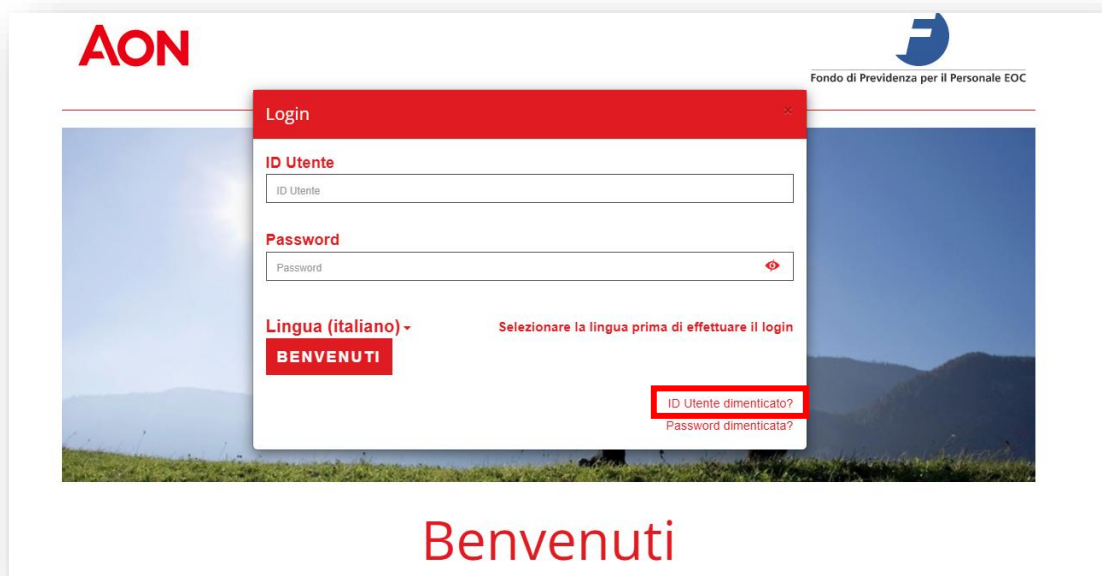 AON
Fondo di Previdenza per il Personale EOC
Login ×
ID Utente
ID Utente
Password
Password
Lingua (italiano)
Selezionare la lingua prima di effettuare il login
BENVENUTI
ID Utente dimenticato?
Password dimenticata?
Benvenuti